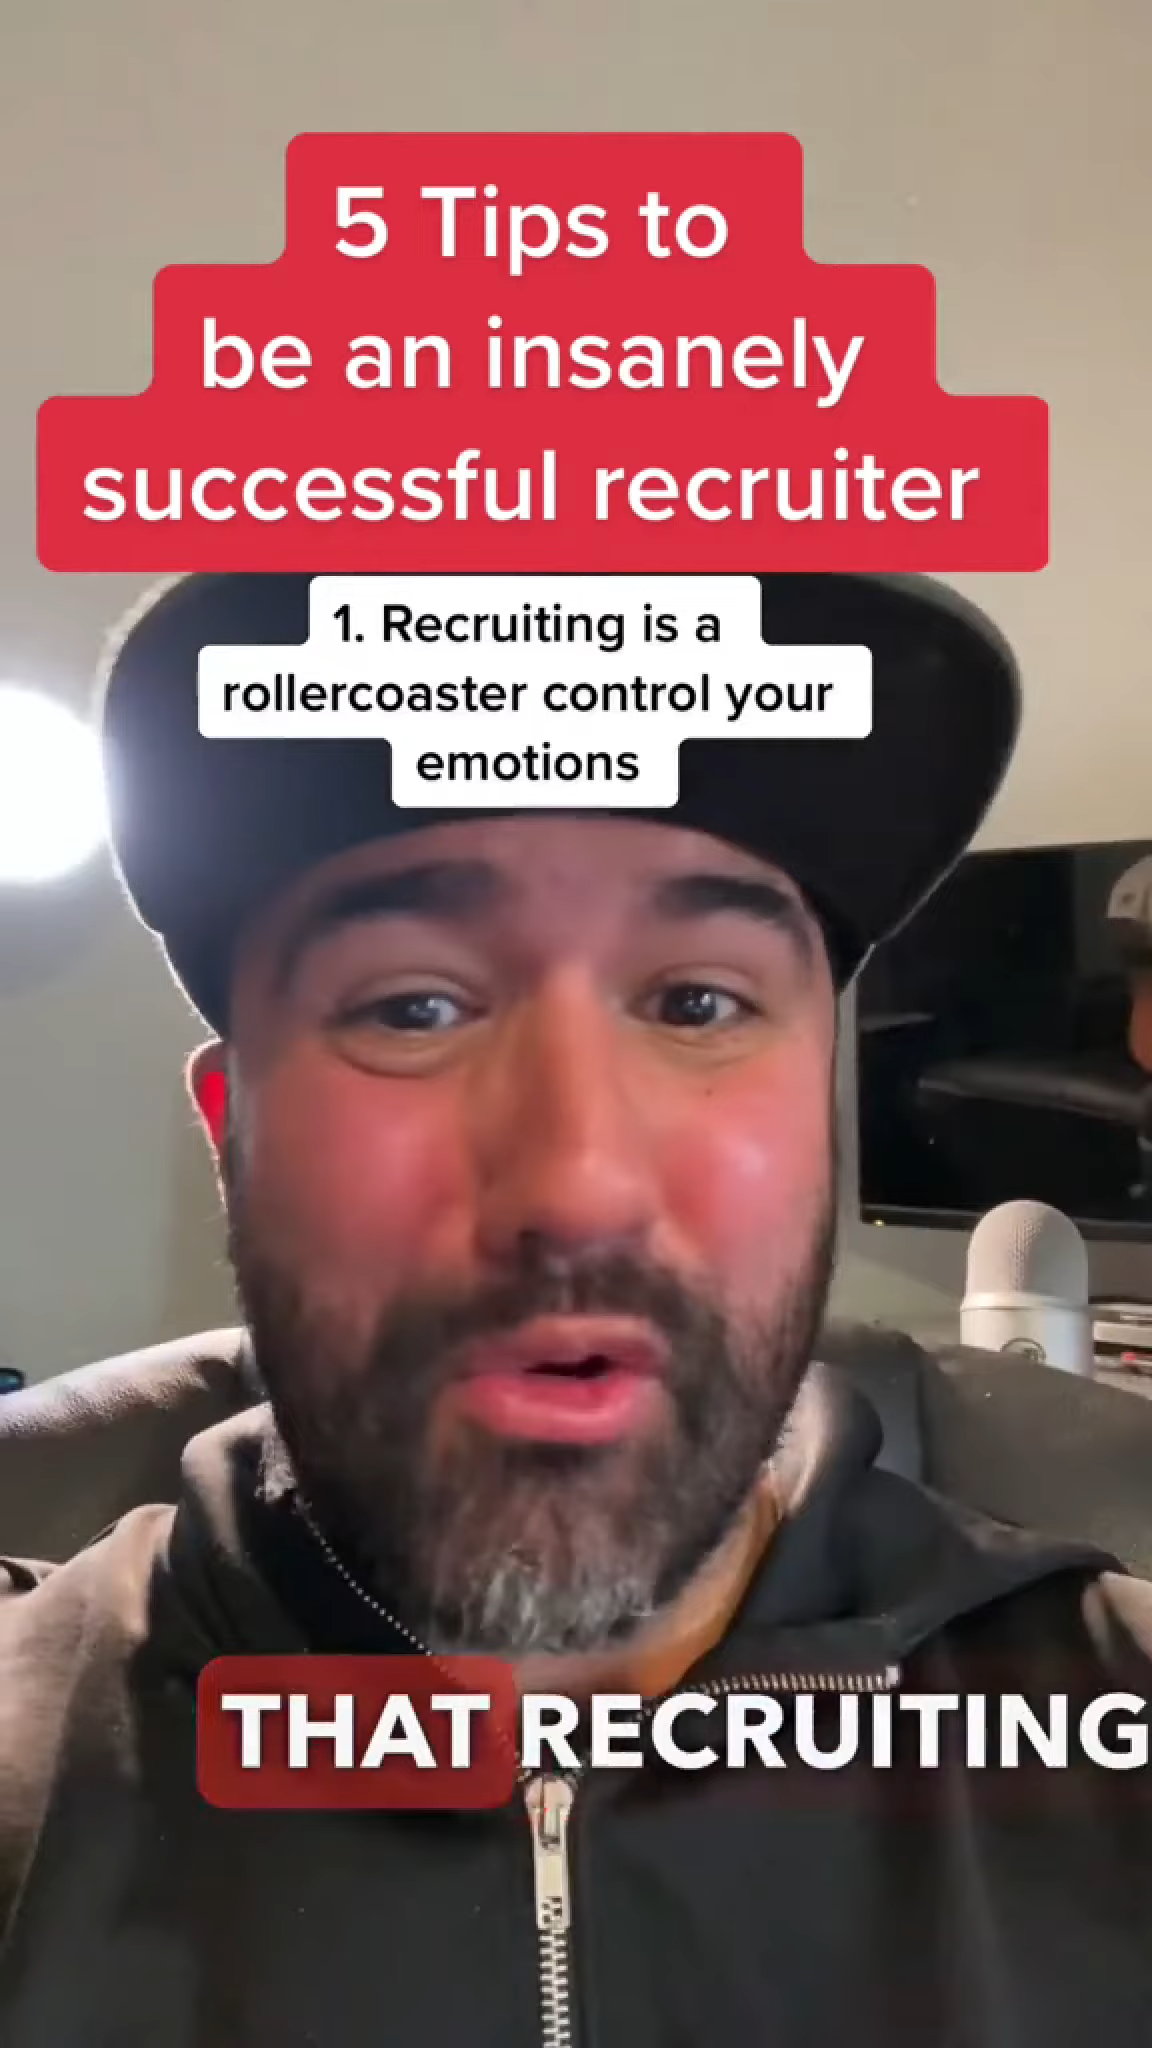 5 Tips to
be an insanely
successful recruiter
1. Recruiting is a
rollercoaster control your
emotions
THAT RECRUITING